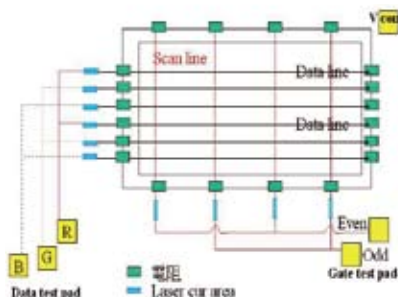 Vcom
Scan line
Data line
Data line
R
G
B
Even
Odd
Gate test pad
Data test pad
電阻
Laser cut area